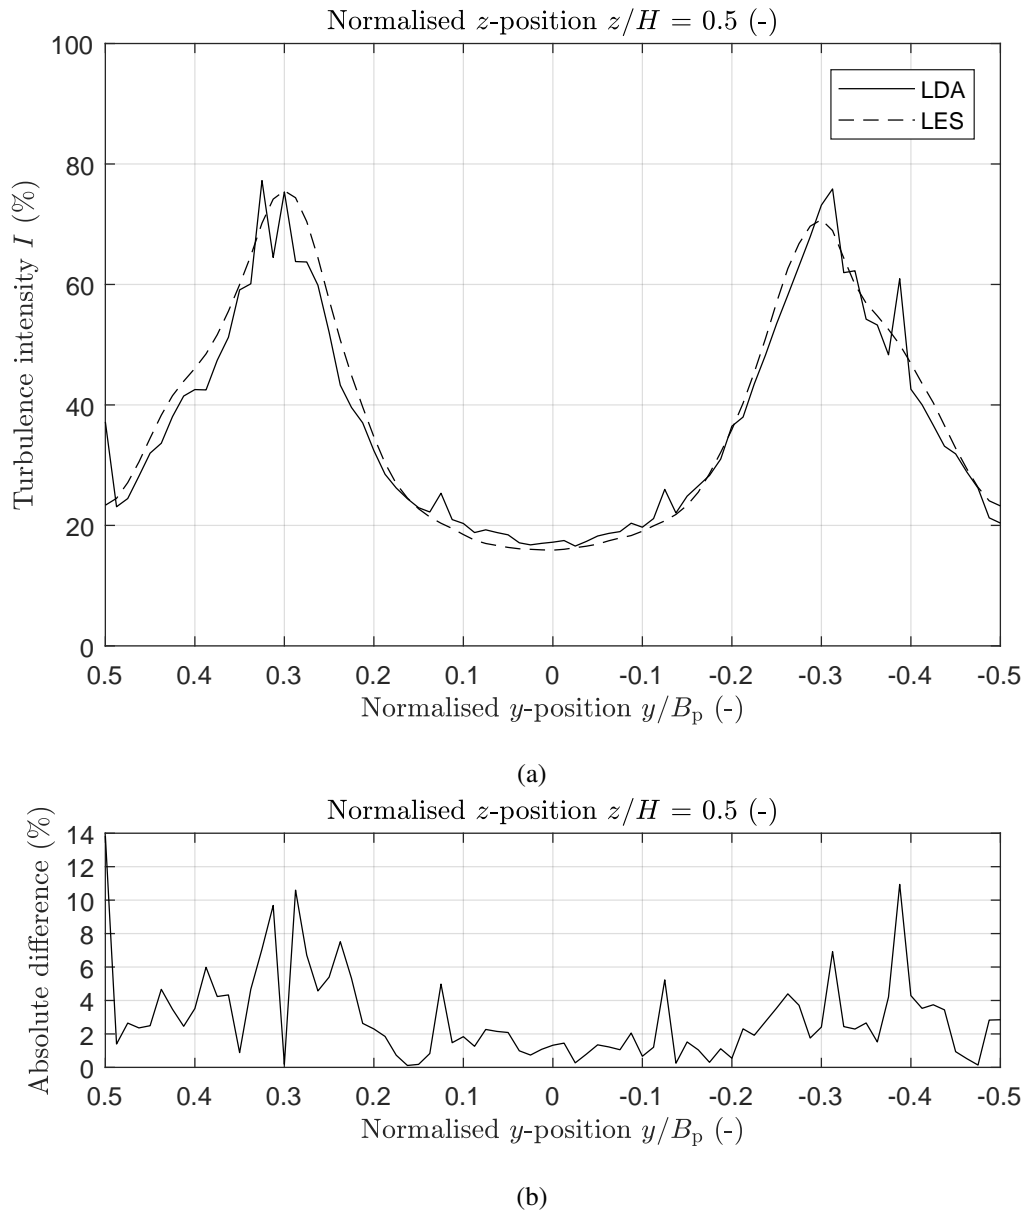 Normalised z-position z/H = 0.5 (-)
100
80
60
40
20
0
Turbulence intensity I (%)
LDA
LES
0.5 0.4 0.3 0.2 0.1 0 -0.1 -0.2 -0.3 -0.4 -0.5
Normalised y-position y/Bp (-)
(a)
Normalised z-position z/H = 0.5 (-)
14
12
10
8
6
4
2
0
Absolute difference (%)
0.5 0.4 0.3 0.2 0.1 0 -0.1 -0.2 -0.3 -0.4 -0.5
Normalised y-position y/Bp (-)
(b)